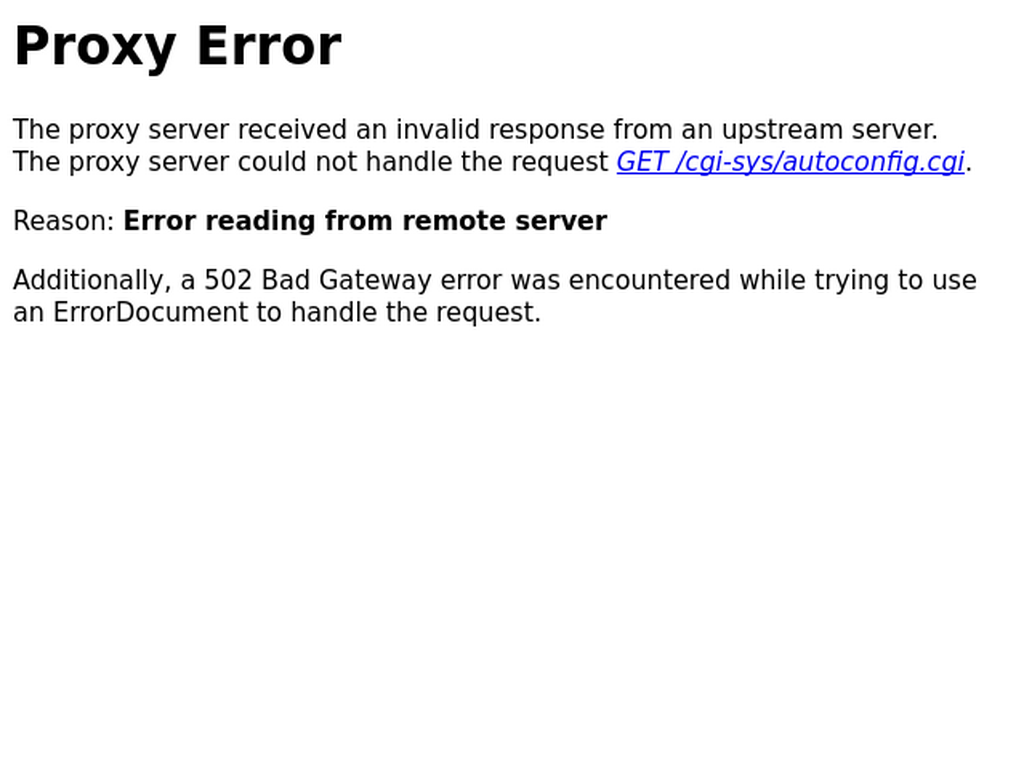 Proxy Error
The proxy server received an invalid response from an upstream server.
The proxy server could not handle the request GET /cgi-sys/autoconfig.cgi.
Reason: Error reading from remote server
Additionally, a 502 Bad Gateway error was encountered while trying to use
an ErrorDocument to handle the request.